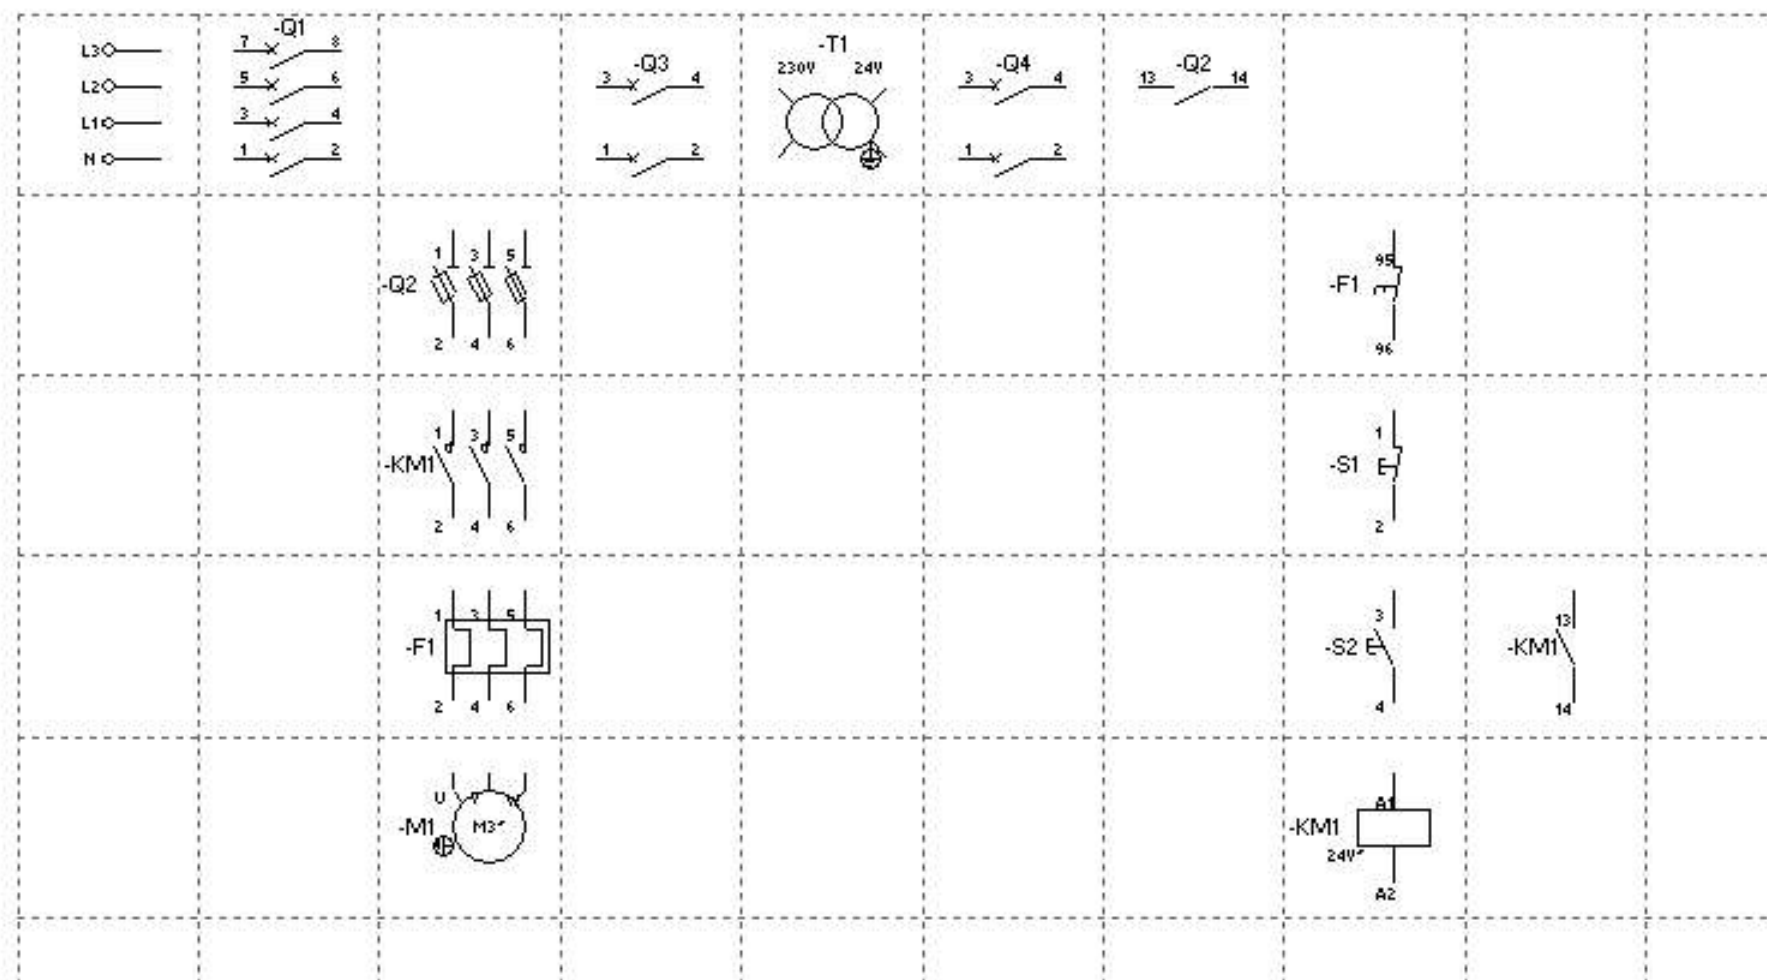 -Q1
L3 7 8
L2 5 6
L1 3 4
N 1 2
-Q3
3 4
1 2
-T1
230V 24V
-Q4
3 4
1 2
-Q2
13 14
1 3 5
-Q2
2 4 6
95
-F1
96
1 3 5
-KM1
2 4 6
1
-S1
2
1 3 5
-F1
2 4 6
3
-S2
4
13
-KM1
14
U V W
-M1 M3~
A1
-KM1
24V~
A2